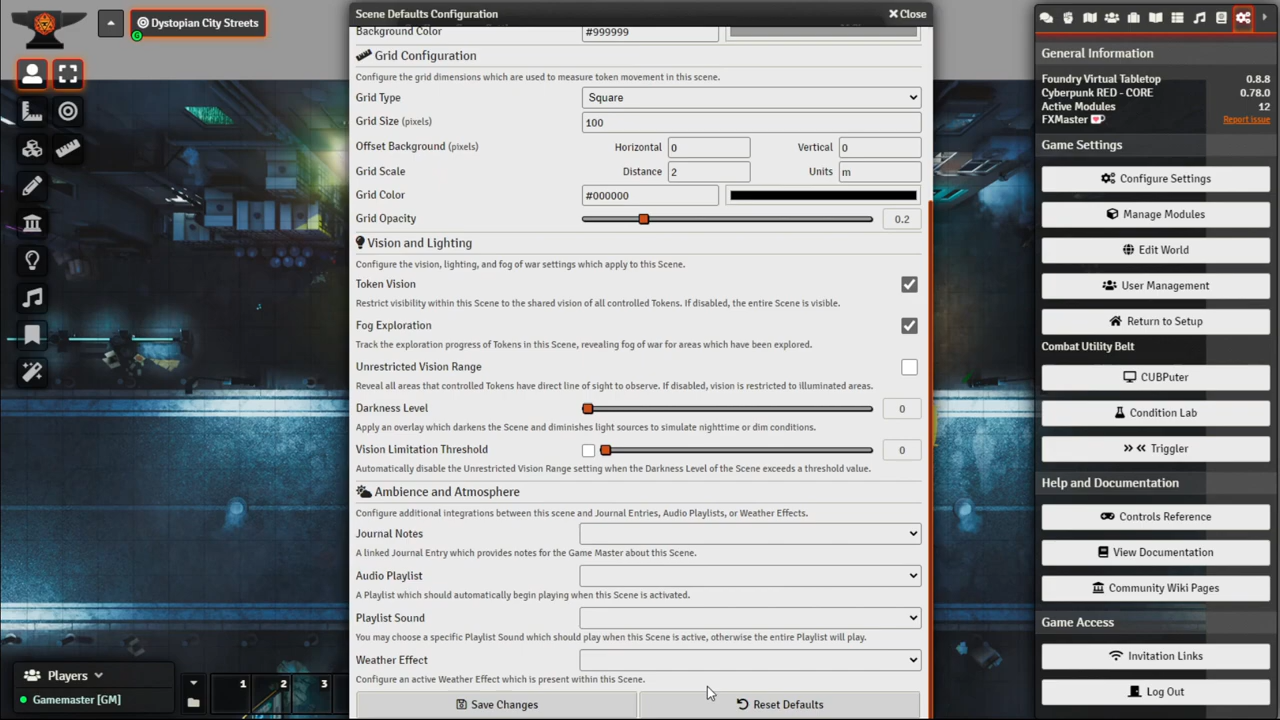 Dystopian City Streets
G
Scene Defaults Configuration
Close
Background Color
#999999
Grid Configuration
Configure the grid dimensions which are used to measure token movement in this scene.
Grid Type
Square
Grid Size (pixels)
100
Offset Background (pixels)
Horizontal
0
Vertical
0
Grid Scale
Distance
2
Units
m
Grid Color
#000000
Grid Opacity
0.2
Vision and Lighting
Configure the vision, lighting, and fog of war settings which apply to this Scene.
Token Vision
Restrict visibility within this Scene to the shared vision of all controlled Tokens. If disabled, the entire Scene is visible.
Fog Exploration
Track the exploration progress of Tokens in this Scene, revealing fog of war for areas which have been explored.
Unrestricted Vision Range
Reveal all areas that controlled Tokens have direct line of sight to observe. If disabled, vision is restricted to illuminated areas.
Darkness Level
0
Apply an overlay which darkens the Scene and diminishes light sources to simulate nighttime or dim conditions.
Vision Limitation Threshold
0
Automatically disable the Unrestricted Vision Range setting when the Darkness Level of the Scene exceeds a threshold value.
Ambience and Atmosphere
Configure additional integrations between this scene and Journal Entries, Audio Playlists, or Weather Effects.
Journal Notes
A linked Journal Entry which provides notes for the Game Master about this Scene.
Audio Playlist
A Playlist which should automatically begin playing when this Scene is activated.
Playlist Sound
You may choose a specific Playlist Sound which should play when this Scene is active, otherwise the entire Playlist will play.
Weather Effect
Configure an active Weather Effect which is present within this Scene.
Save Changes
Reset Defaults
Players
Gamemaster [GM]
1
2
3
General Information
Foundry Virtual Tabletop 0.8.8
Cyberpunk RED - CORE 0.78.0
Active Modules 12
FXMaster Report issue
Game Settings
Configure Settings
Manage Modules
Edit World
User Management
Return to Setup
Combat Utility Belt
CUBPuter
Condition Lab
Triggler
Help and Documentation
Controls Reference
View Documentation
Community Wiki Pages
Game Access
Invitation Links
Log Out